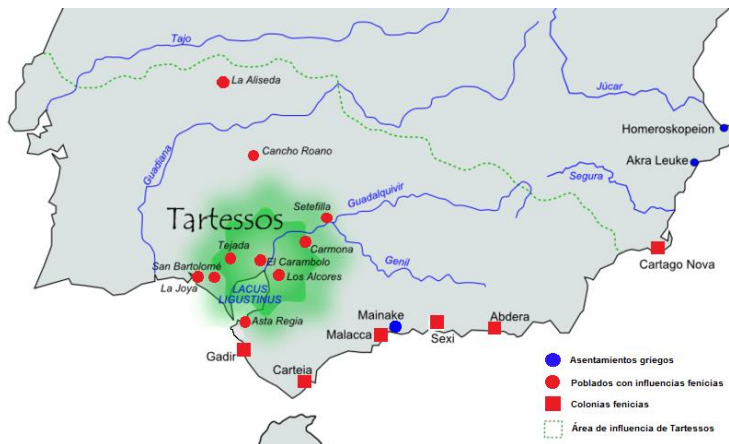 Tajo
La Aliseda
Júcar
Homeroskopeion
Cancho Roano
Guadiana
Akra Leuke
Segura
Setefilla
Guadalquivir
Tartessos
Tejada
Carmona
Genil
San Bartolomé
El Carambolo
Cartago Nova
Los Alcores
La Joya
LACUS
LIGUSTINUS
Asta Regia
Mainake
Abdera
Malacca
Sexi
Gadir
Carteia
Asentamientos griegos
Poblados con influencias fenicias
Colonias fenicias
Área de influencia de Tartessos